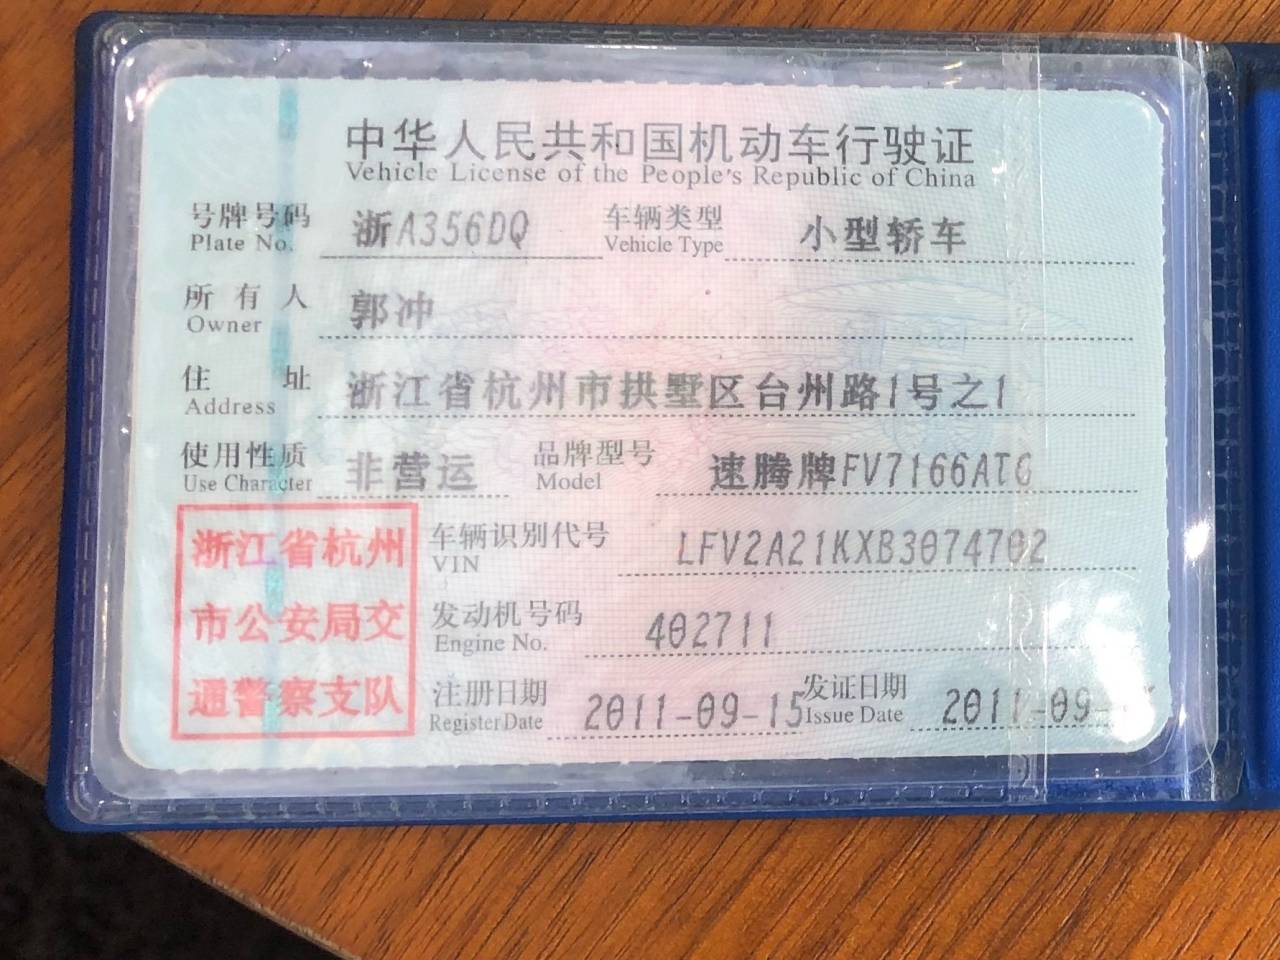 中华人民共和国机动车行驶证
Vehicle License of the People's Republic of China
号牌号码 浙A356DQ 车辆类型 小型轿车
Plate No. Vehicle Type
所有人 郭冲
Owner
住址 浙江省杭州市拱墅区台州路1号之1
Address
使用性质 非营运 品牌型号 速腾牌FV7166ATG
Use Character Model
浙江省杭州
市公安局交
通警察支队
车辆识别代号 LFV2A21KXB3074702
VIN
发动机号码 402711
Engine No.
注册日期 2011-09-15 发证日期 2011-09-
Register Date Issue Date